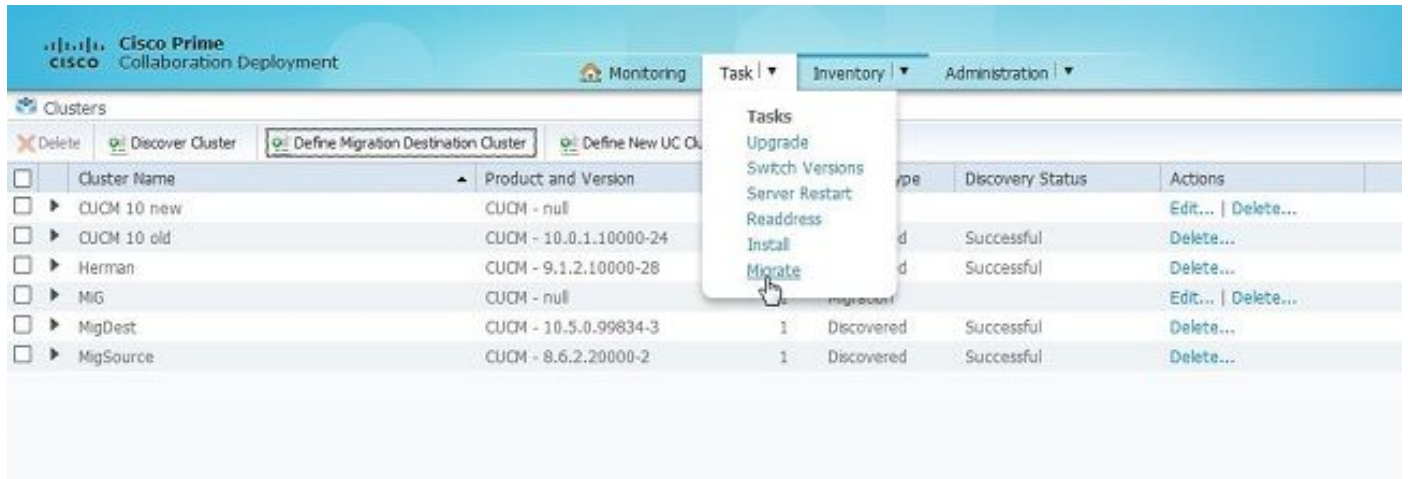 Cisco Prime
CISCO Collaboration Deployment
Monitoring Task Inventory Administration
Clusters
Delete Discover Cluster Define Migration Destination Cluster Define New UC
Tasks
Upgrade
Switch Versions
Server Restart
Readdress
Install
Migrate
Cluster Name Product and Version Discovery Status Actions
CUCM 10 new CUCM - null Edit... | Delete...
CUCM 10 old CUCM - 10.0.1.10000-24 Successful Delete...
Herman CUCM - 9.1.2.10000-28 Successful Delete...
MiG CUCM - null Migration Edit... | Delete...
MigDest CUCM - 10.5.0.99834-3 1 Discovered Successful Delete...
MigSource CUCM - 8.6.2.20000-2 1 Discovered Successful Delete...